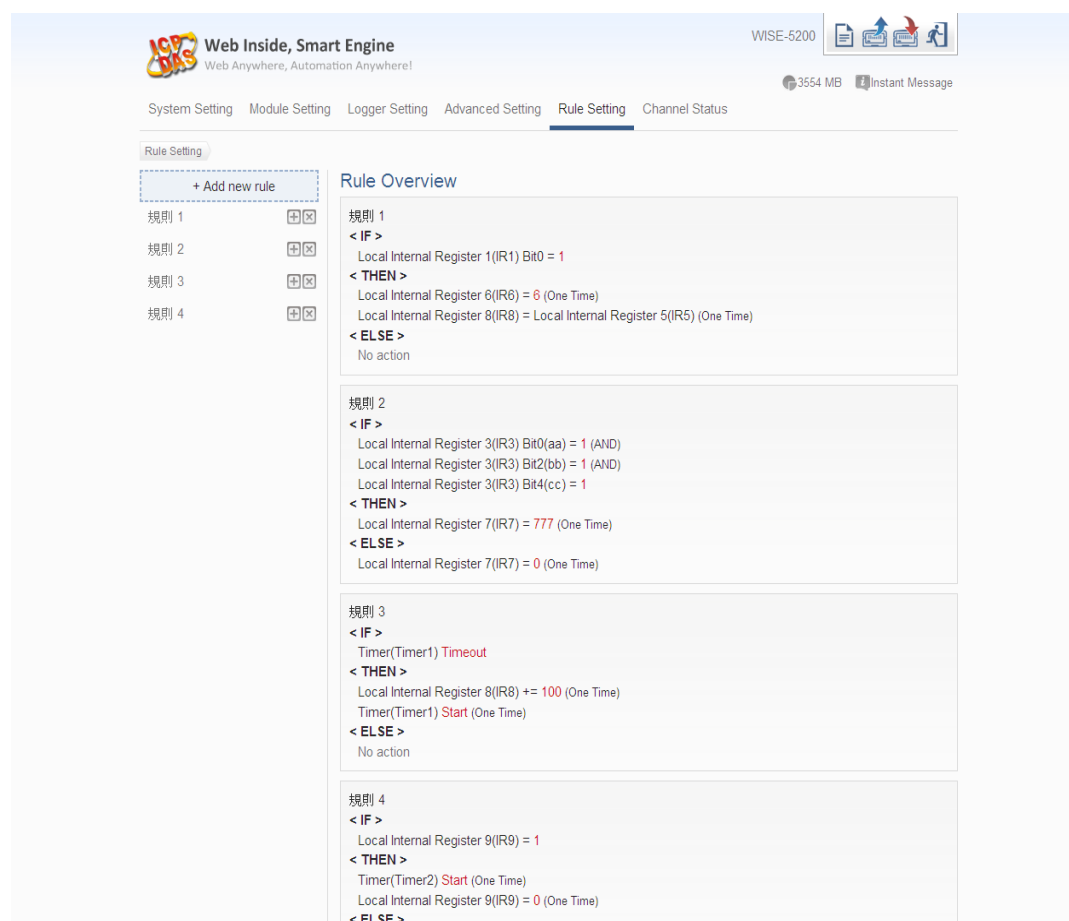 ICP DAS
Web Inside, Smart Engine
Web Anywhere, Automation Anywhere!
WISE-5200
3554 MB Instant Message
System Setting Module Setting Logger Setting Advanced Setting Rule Setting Channel Status
Rule Setting
+ Add new rule
規則 1
規則 2
規則 3
規則 4
Rule Overview
規則 1
< IF >
Local Internal Register 1(IR1) Bit0 = 1
< THEN >
Local Internal Register 6(IR6) = 6 (One Time)
Local Internal Register 8(IR8) = Local Internal Register 5(IR5) (One Time)
< ELSE >
No action
規則 2
< IF >
Local Internal Register 3(IR3) Bit0(aa) = 1 (AND)
Local Internal Register 3(IR3) Bit2(bb) = 1 (AND)
Local Internal Register 3(IR3) Bit4(cc) = 1
< THEN >
Local Internal Register 7(IR7) = 777 (One Time)
< ELSE >
Local Internal Register 7(IR7) = 0 (One Time)
規則 3
< IF >
Timer(Timer1) Timeout
< THEN >
Local Internal Register 8(IR8) += 100 (One Time)
Timer(Timer1) Start (One Time)
< ELSE >
No action
規則 4
< IF >
Local Internal Register 9(IR9) = 1
< THEN >
Timer(Timer2) Start (One Time)
Local Internal Register 9(IR9) = 0 (One Time)
< ELSE >